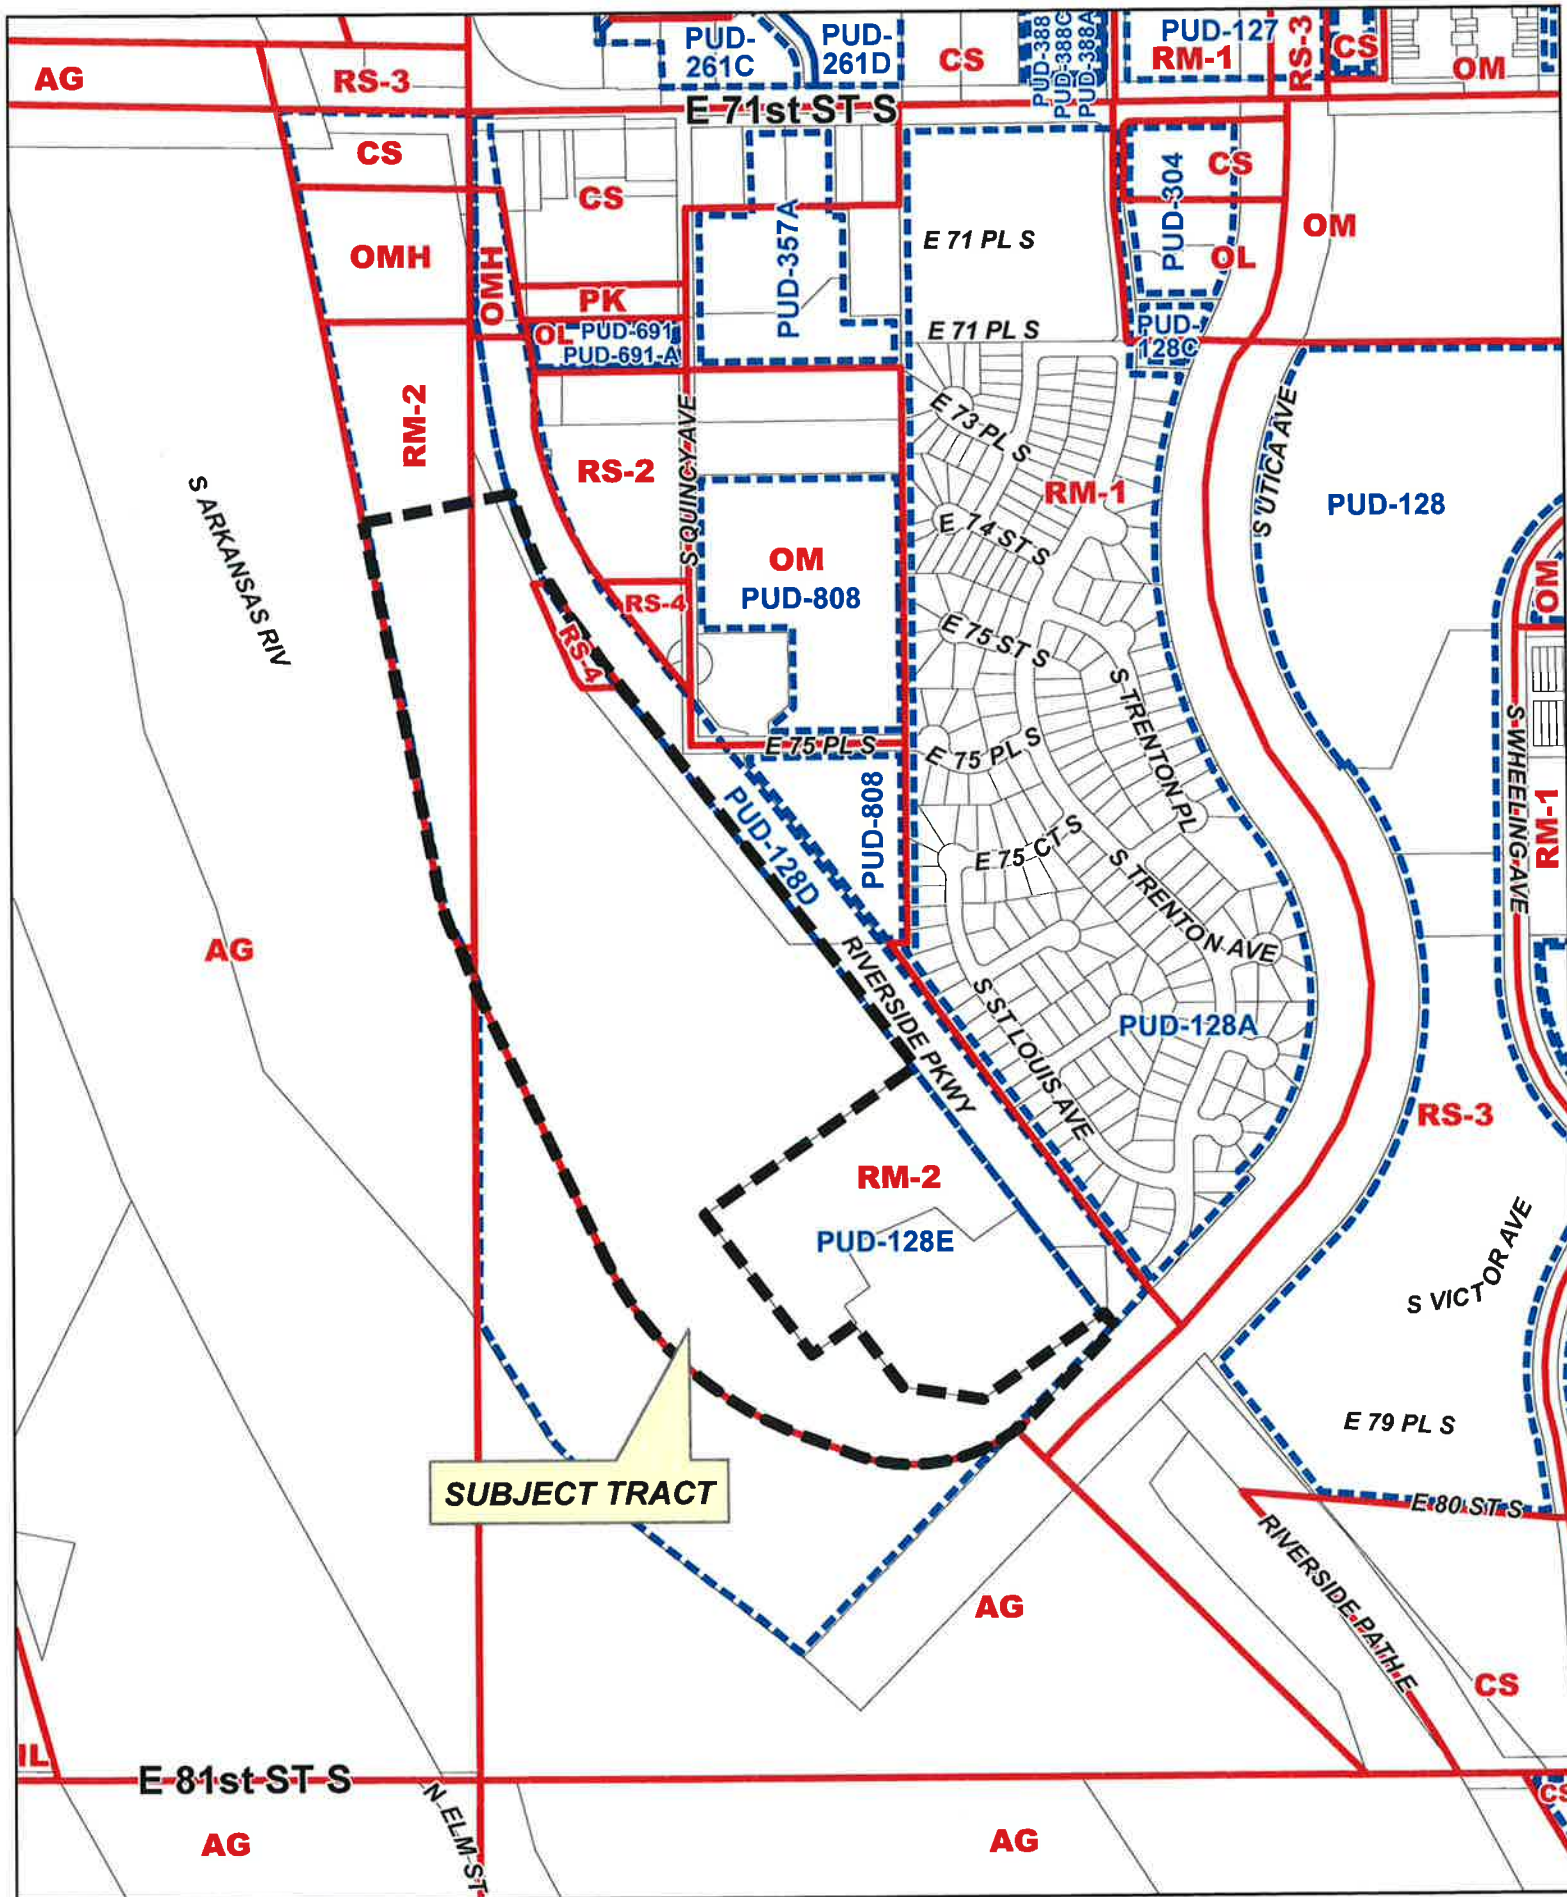 PUD-
261C
PUD-
261D
CS
PUD-388
PUD-388C
PUD-388A
PUD-127
RM-1
RS-3
CS
OM
AG
RS-3
E 71st ST S
CS
CS
PUD-304
CS
OM
OMH
OMH
PUD-357A
E 71 PL S
OL
PK
OL
PUD-691
PUD-691-A
E 71 PL S
PUD-
128C
RM-2
S QUINCY AVE
RS-2
E 73 PL S
S UTICA AVE
RM-1
PUD-128
S ARKANSAS RIV
E 74 ST S
OM
PUD-808
OM
RS-4
RS-4
E 75 ST S
S TRENTON PL
E 75 PL S
E 75 PL S
S WHEELING AVE
RM-1
PUD-128D
PUD-808
E 75 CT S
S TRENTON AVE
AG
RIVERSIDE PKWY
S ST LOUIS AVE
PUD-128A
RS-3
RM-2
PUD-128E
S VICTOR AVE
E 79 PL S
SUBJECT TRACT
E 80 ST S
RIVERSIDE PATH E
AG
CS
IL
E 81st ST S
N ELM ST
CS
AG
AG